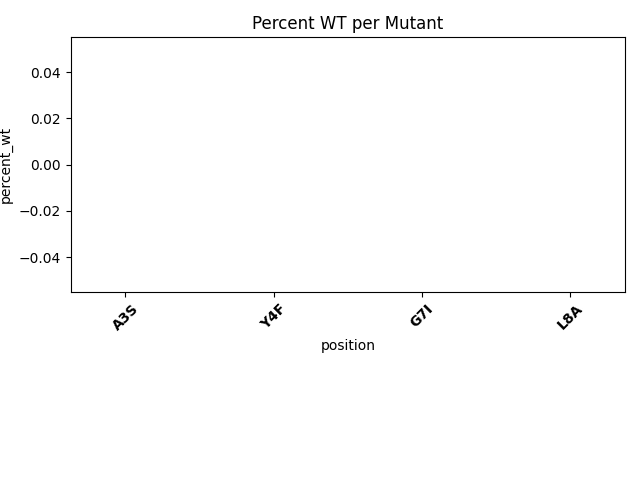 Percent WT per Mutant
percent_wt
0.04
0.02
0.00
−0.02
−0.04
A3S
Y4F
G7I
L8A
position